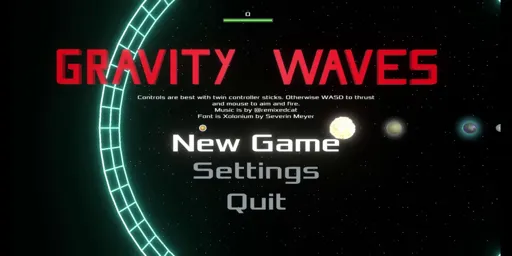 0
GRAVITY WAVES
Controls are best with twin controller sticks. Otherwise WASD to thrust
and mouse to aim and fire.
Music is by @remixedcat
Font is Xolonium by Severin Meyer
New Game
Settings
Quit